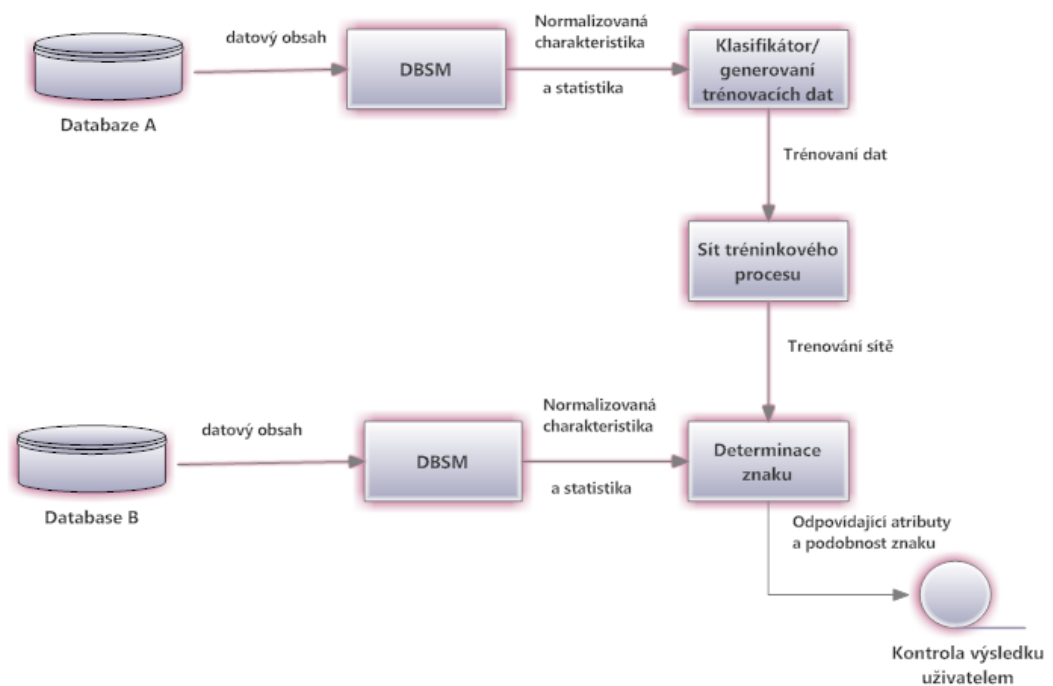 datový obsah
DBSM
Normalizovaná
charakteristika
a statistika
Klasifikátor/
generovaní
trénovacích dat
Databaze A
Trénovaní dat
Sít tréninkového
procesu
Trenování sítě
datový obsah
DBSM
Normalizovaná
charakteristika
a statistika
Determinace
znaku
Database B
Odpovídající atributy
a podobnost znaku
Kontrola výsledku
uživatelem